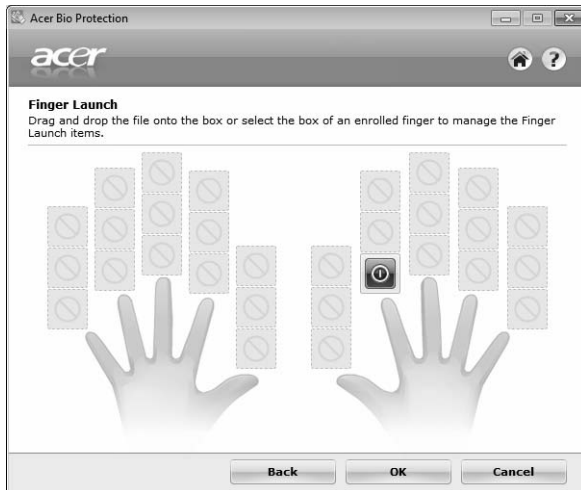 Acer Bio Protection
acer
?
Finger Launch
Drag and drop the file onto the box or select the box of an enrolled finger to manage the Finger
Launch items.
Back
OK
Cancel